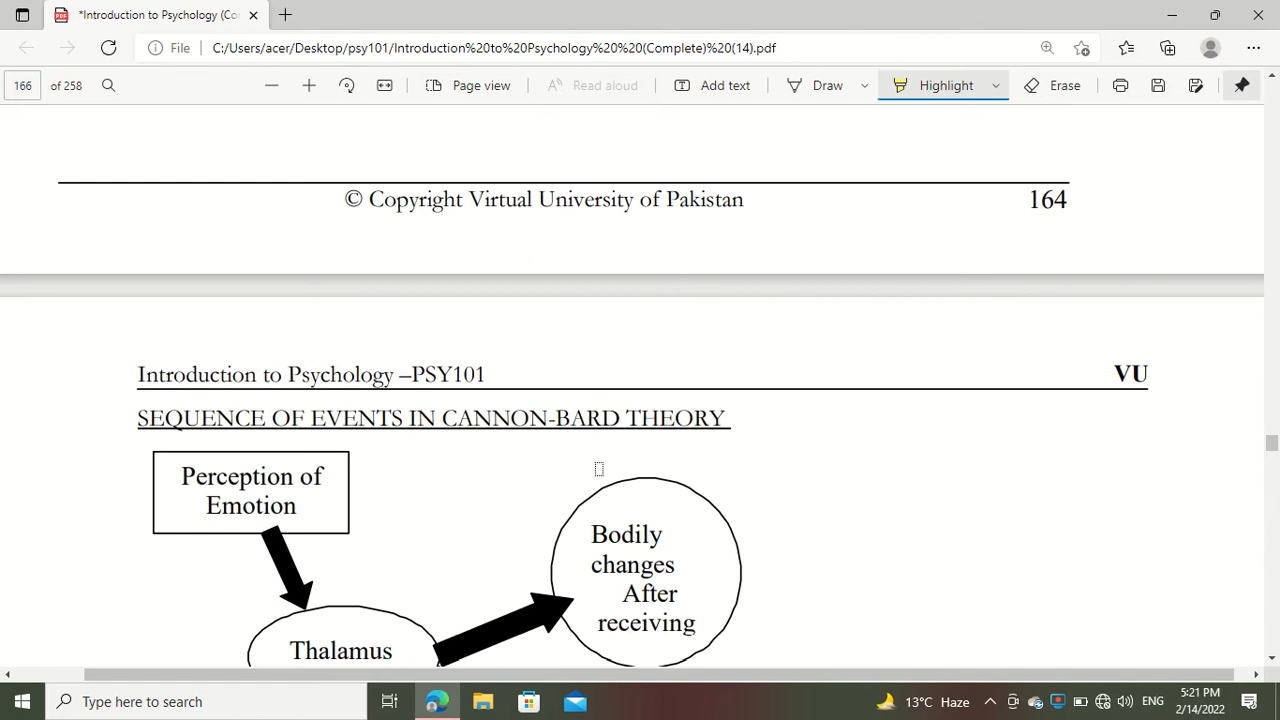 *Introduction to Psychology (Co
File C:/Users/acer/Desktop/psy101/Introduction%20to%20Psychology%20%20(Complete)%20(14).pdf
166 of 258 Page view Read aloud Add text Draw Highlight Erase
© Copyright Virtual University of Pakistan 164
Introduction to Psychology –PSY101 VU
SEQUENCE OF EVENTS IN CANNON-BARD THEORY
Perception of
Emotion
Bodily
changes
After
receiving
Thalamus
Type here to search 13°C Haze ENG 5:21 PM
2/14/2022